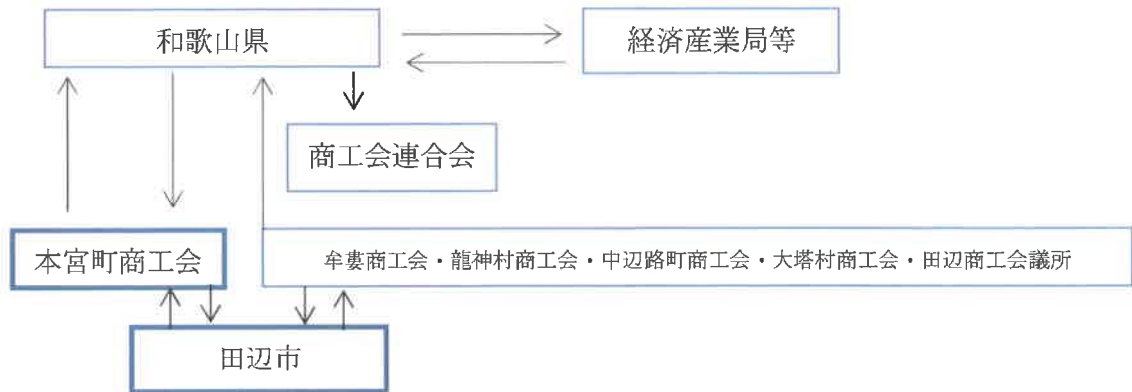 和歌山県
経済産業局等
商工会連合会
本宮町商工会
牟婁商工会・龍神村商工会・中辺路町商工会・大塔村商工会・田辺商工会議所
田辺市